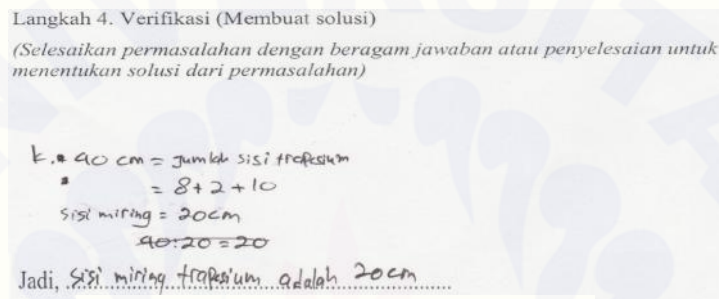 Langkah 4. Verifikasi (Membuat solusi)
(Selesaikan permasalahan dengan beragam jawaban atau penyelesaian untuk
menentukan solusi dari permasalahan)
k. 40 cm = jumlah sisi trapesium
= 8 + 2 + 10
sisi miring = 20cm
40:20 = 20
Jadi, sisi miring trapesium adalah 20cm